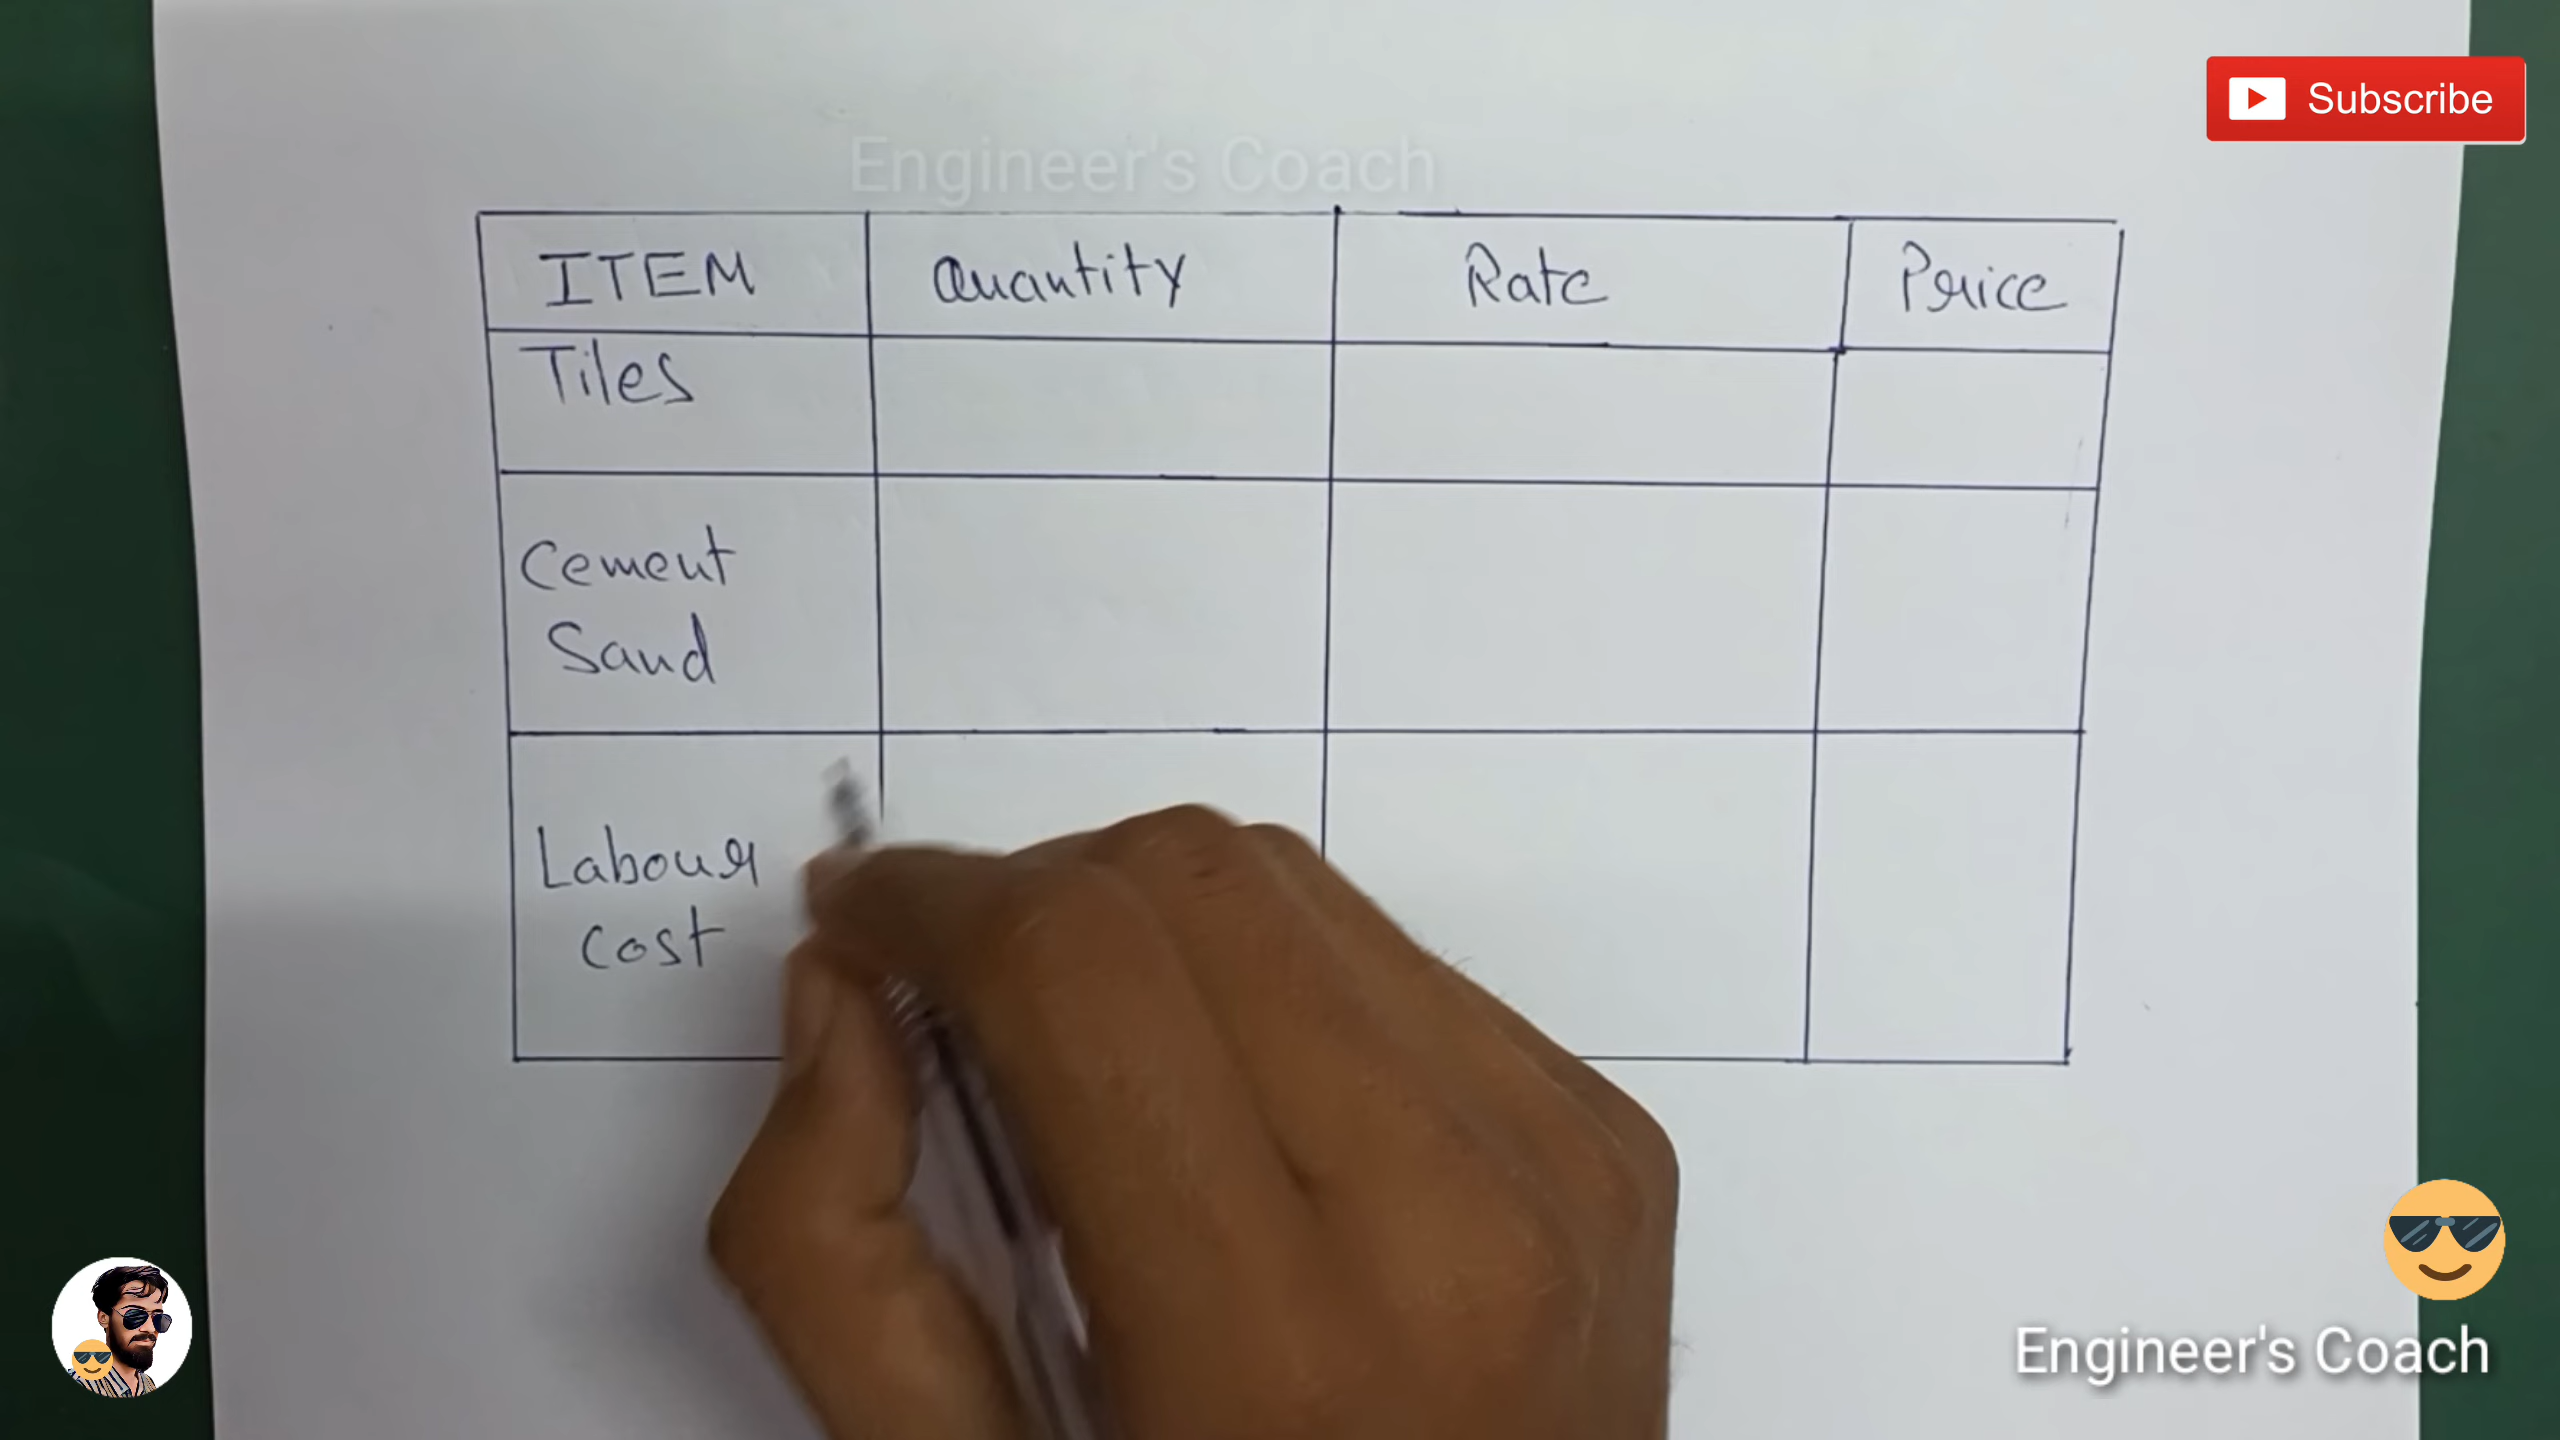 Subscribe
Engineer's Coach
ITEM Quantity Rate Price
Tiles
Cement
Sand
Labour
Cost
Engineer's Coach